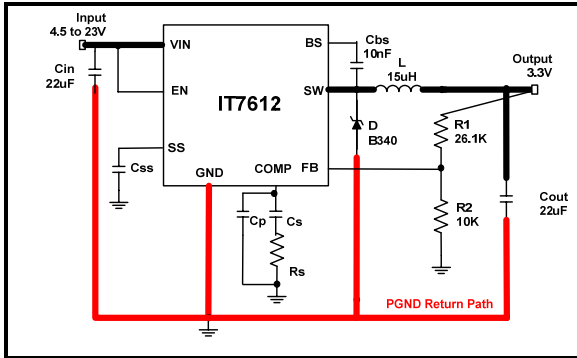 Input
4.5 to 23V
VIN
BS
Cbs
10nF
L
15uH
Output
3.3V
Cin
22uF
EN
IT7612
SW
D
B340
R1
26.1K
SS
Css
GND
COMP
FB
Cp
Cs
Rs
R2
10K
Cout
22uF
PGND Return Path